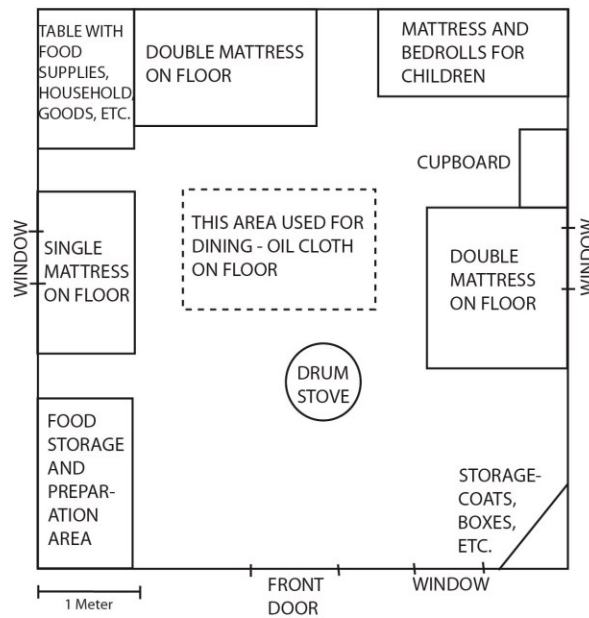 TABLE WITH
FOOD
SUPPLIES,
HOUSEHOLD,
GOODS, ETC.
DOUBLE MATTRESS
ON FLOOR
MATTRESS AND
BEDROLLS FOR
CHILDREN
CUPBOARD
WINDOW
SINGLE
MATTRESS
ON FLOOR
THIS AREA USED FOR
DINING - OIL CLOTH
ON FLOOR
DOUBLE
MATTRESS
ON FLOOR
WINDOW
DRUM
STOVE
FOOD
STORAGE
AND
PREPAR-
ATION
AREA
STORAGE-
COATS,
BOXES,
ETC.
1 Meter
FRONT
DOOR
WINDOW